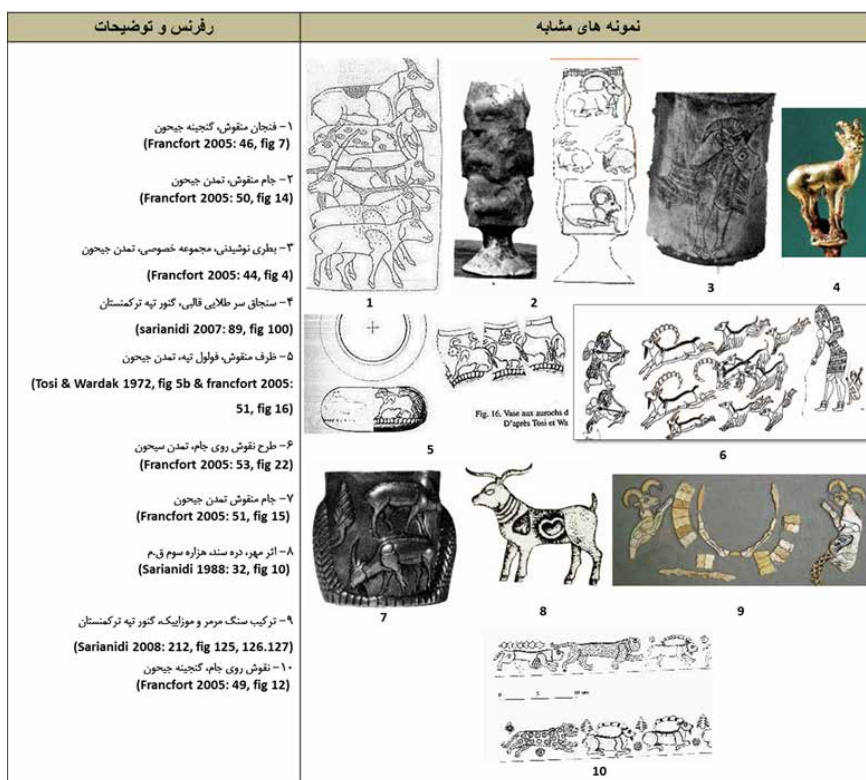 رفرنس و توضیحات
نمونه های مشابه
۱- فنجان منقوش، گنجینه جیحون
(Francfort 2005: 46, fig 7)
۲- جام منقوش، تمدن جیحون
(Francfort 2005: 50, fig 14)
۳- بطری نوشیدنی، مجموعه خصوصی، تمدن جیحون
(Francfort 2005: 44, fig 4)
۴- سنجاق سر طلایی قالبی، گنور تپه ترکمنستان
(sarianidi 2007: 89, fig 100)
۵- ظرف منقوش، فولول تپه، تمدن جیحون
(Tosi & Wardak 1972, fig 5b & francfort 2005:
51, fig 16)
۶- طرح نقوش روی جام، تمدن سیحون
(Francfort 2005: 53, fig 22)
۷- جام منقوش تمدن جیحون
(Francfort 2005: 51, fig 15)
۸- اثر مهر، دره سند، هزاره سوم ق.م
(Sarianidi 1988: 32, fig 10)
۹- ترکیب سنگ مرمر و موزاییک، گنور تپه ترکمنستان
(Sarianidi 2008: 212, fig 125, 126.127)
۱۰- نقوش روی جام، گنجینه جیحون
(Francfort 2005: 49, fig 12)
1
2
3
4
Fig. 16. Vase aux aurochs d
D'après Tosi et Wa
5
6
7
8
9
10